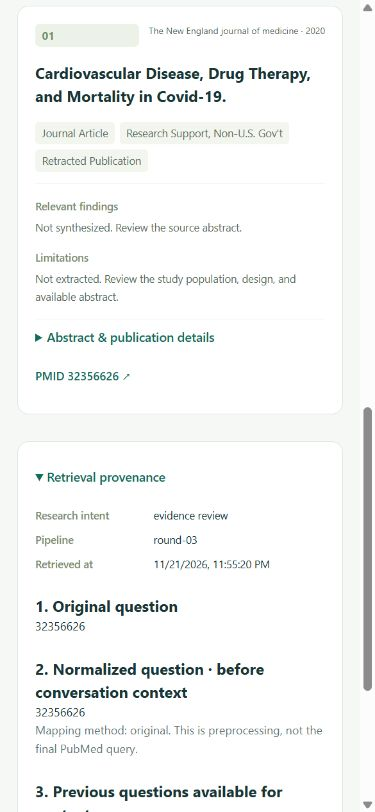 01
The New England journal of medicine · 2020
Cardiovascular Disease, Drug Therapy,
and Mortality in Covid-19.
Journal Article
Research Support, Non-U.S. Gov't
Retracted Publication
Relevant findings
Not synthesized. Review the source abstract.
Limitations
Not extracted. Review the study population, design, and
available abstract.
▶ Abstract & publication details
PMID 32356626 ↗
▼ Retrieval provenance
Research intent evidence review
Pipeline round-03
Retrieved at 11/21/2026, 11:55:20 PM
1. Original question
32356626
2. Normalized question · before
conversation context
32356626
Mapping method: original. This is preprocessing, not the
final PubMed query.
3. Previous questions available for